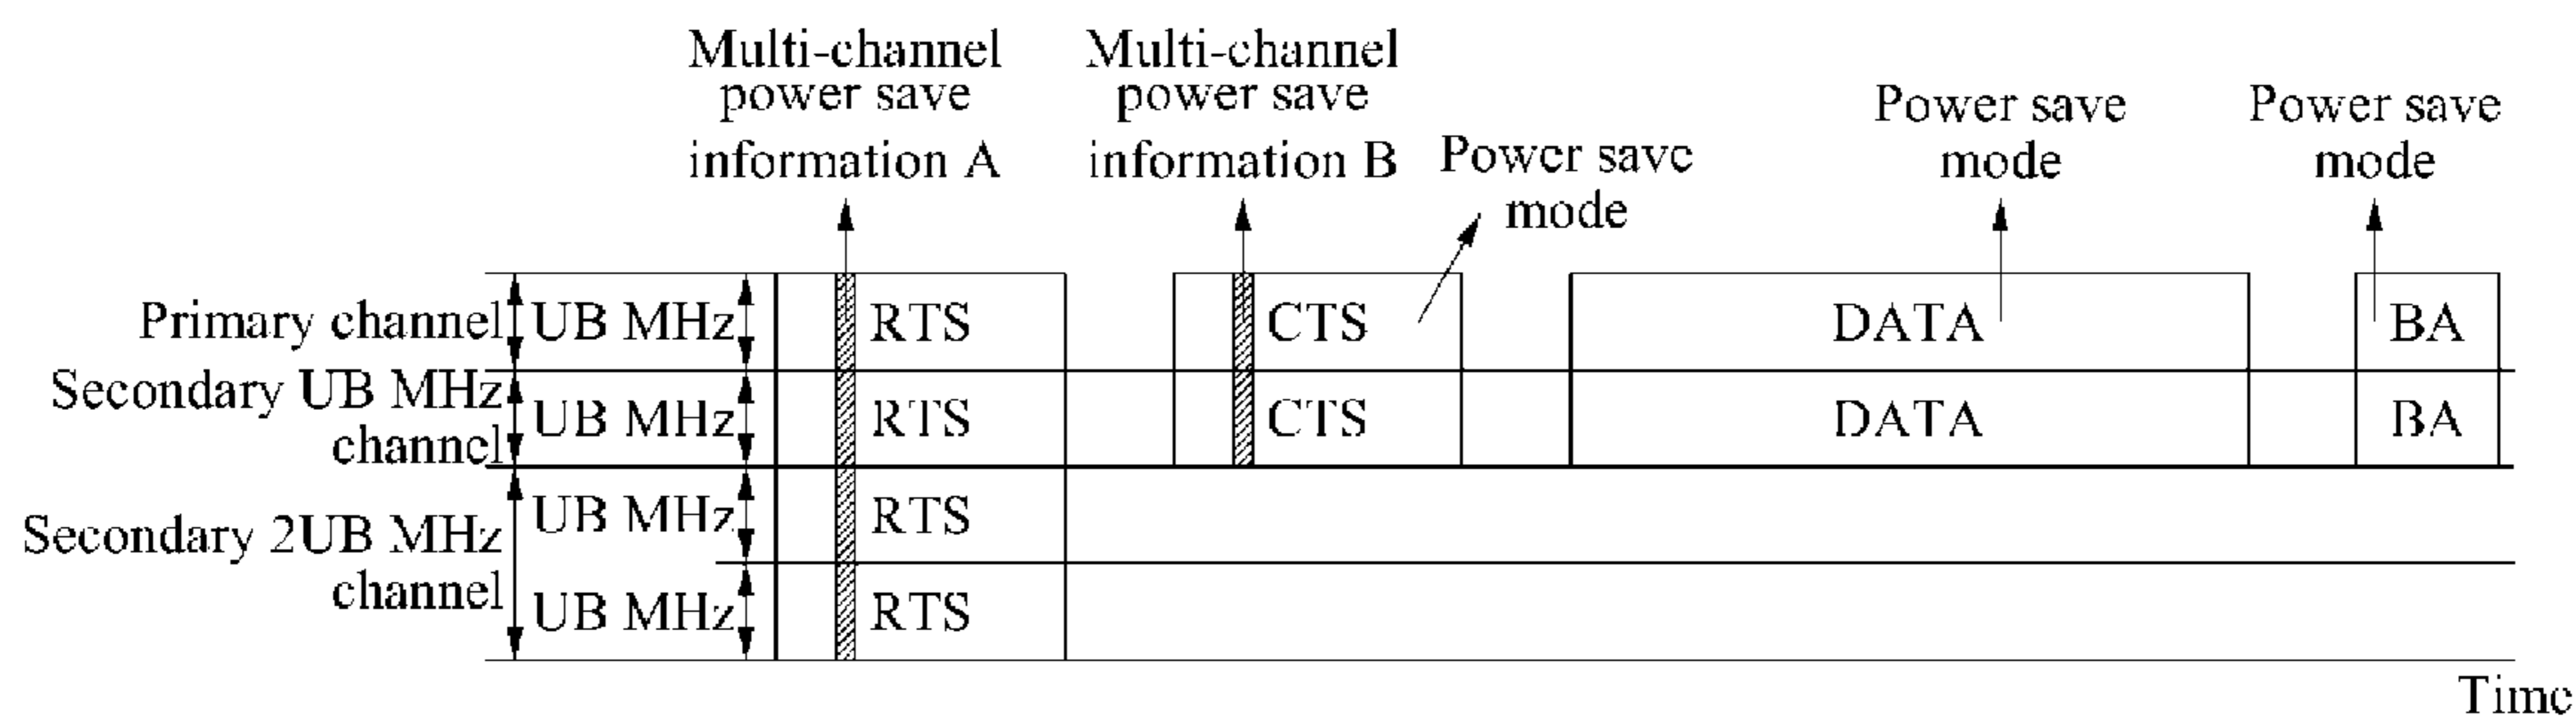 Multi-channel
power save
information A
Multi-channel
power save
information B
Power save
mode
Power save
mode
Power save
mode
Primary channel
UB MHz
RTS
CTS
DATA
BA
Secondary UB MHz
channel
UB MHz
RTS
CTS
DATA
BA
Secondary 2UB MHz
channel
UB MHz
RTS
UB MHz
RTS
Time